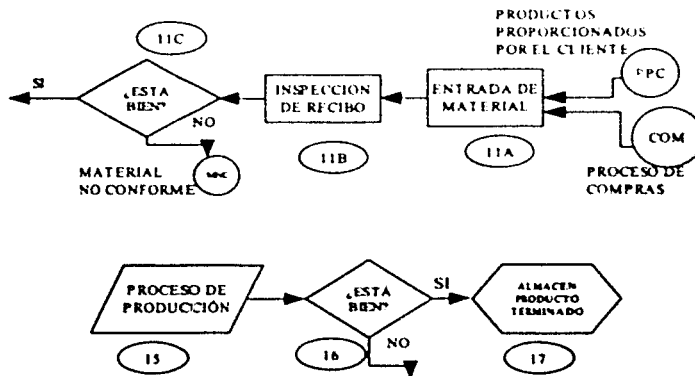 PRODUCTOS
PROPORCIONADOS
POR EL CLIENTE
11C
PPC
SI
¿ESTA
BIEN?
INSPECCION
DE RECIBO
ENTRADA DE
MATERIAL
NO
COM
11B
11A
MATERIAL
NO CONFORME
MNC
PROCESO DE
COMPRAS
PROCESO DE
PRODUCCIÓN
¿ESTÁ
BIEN?
SI
ALMACEN
PRODUCTO
TERMINADO
NO
15
16
17